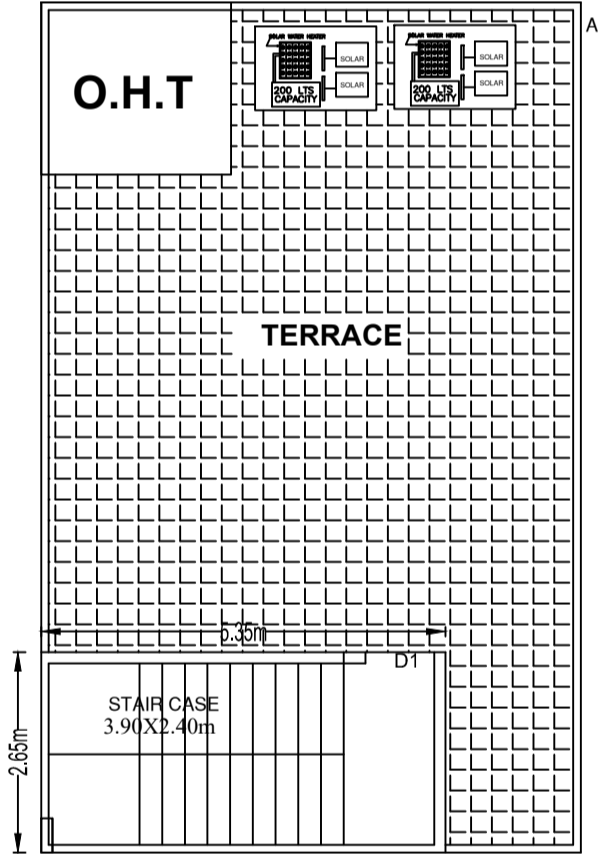 A
SOLAR WATER HEATER
SOLAR
200 LTS
CAPACITY
SOLAR
SOLAR WATER HEATER
SOLAR
200 LTS
CAPACITY
SOLAR
O.H.T
TERRACE
5.35m
D1
STAIR CASE
3.90X2.40m
2.65m